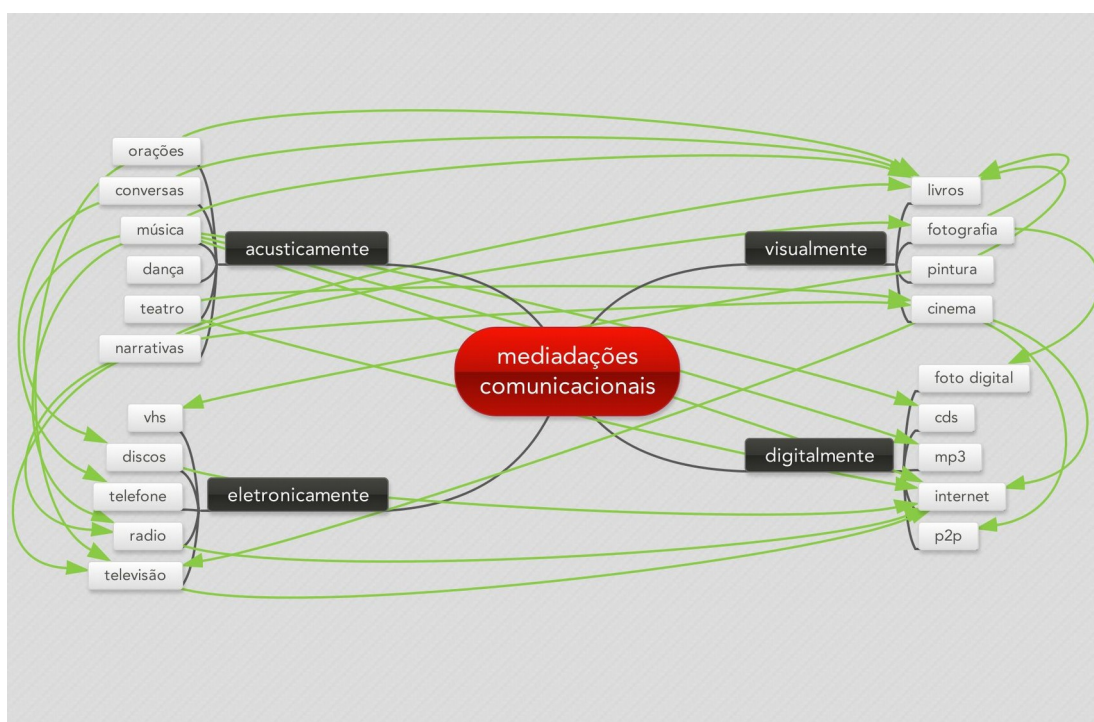 mediadações
comunicacionais
acusticamente
orações
conversas
música
dança
teatro
narrativas
eletronicamente
vhs
discos
telefone
radio
televisão
visualmente
livros
fotografia
pintura
cinema
digitalmente
foto digital
cds
mp3
internet
p2p